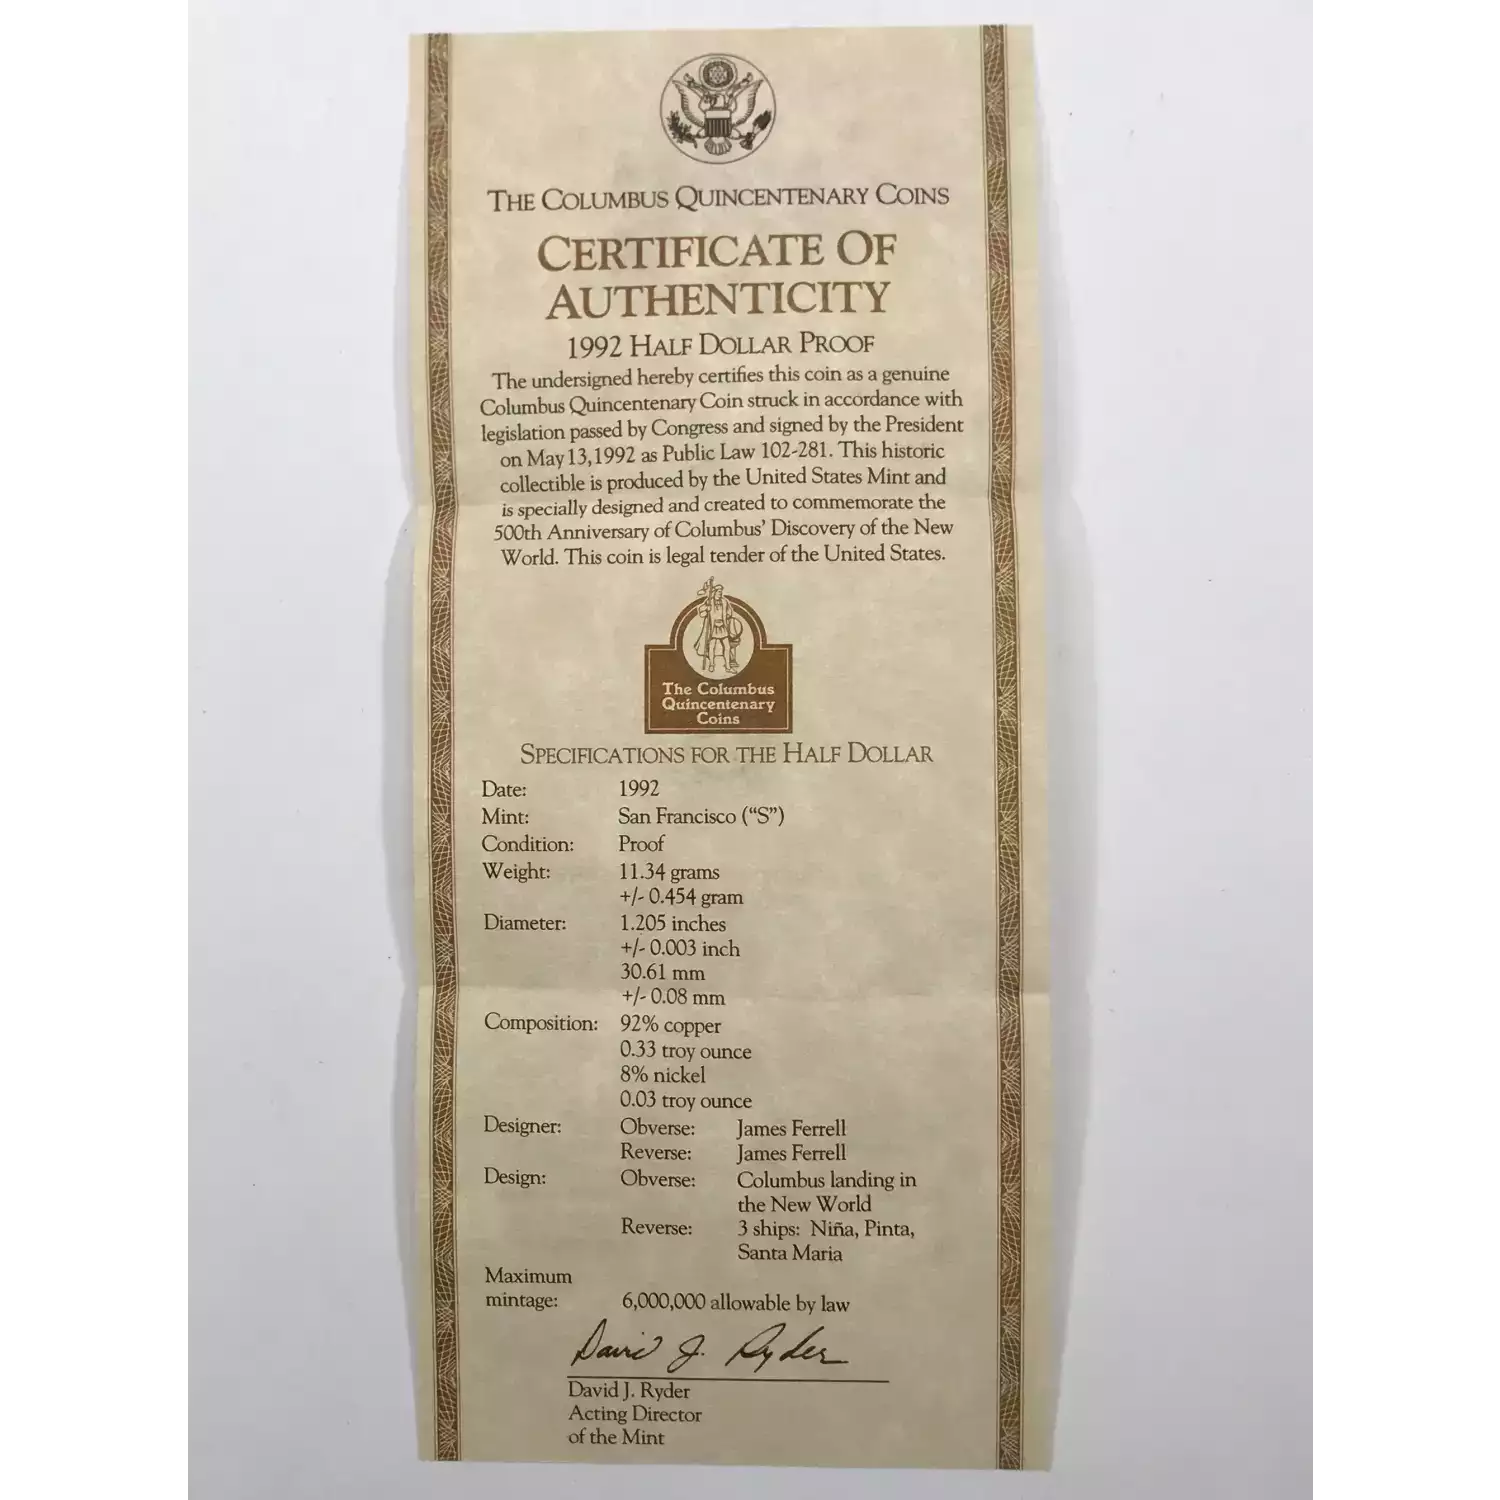 THE COLUMBUS QUINCENTENARY COINS
CERTIFICATE OF
AUTHENTICITY
1992 HALF DOLLAR PROOF
The undersigned hereby certifies this coin as a genuine
Columbus Quincentenary Coin struck in accordance with
legislation passed by Congress and signed by the President
on May 13, 1992 as Public Law 102-281. This historic
collectible is produced by the United States Mint and
is specially designed and created to commemorate the
500th Anniversary of Columbus' Discovery of the New
World. This coin is legal tender of the United States.
The Columbus
Quincentenary
Coins
SPECIFICATIONS FOR THE HALF DOLLAR
Date: 1992
Mint: San Francisco ("S")
Condition: Proof
Weight: 11.34 grams
+/- 0.454 gram
Diameter: 1.205 inches
+/- 0.003 inch
30.61 mm
+/- 0.08 mm
Composition: 92% copper
0.33 troy ounce
8% nickel
0.03 troy ounce
Designer: Obverse: James Ferrell
Reverse: James Ferrell
Design: Obverse: Columbus landing in
the New World
Reverse: 3 ships: Niña, Pinta,
Santa Maria
Maximum
mintage: 6,000,000 allowable by law
David J. Ryder
David J. Ryder
Acting Director
of the Mint